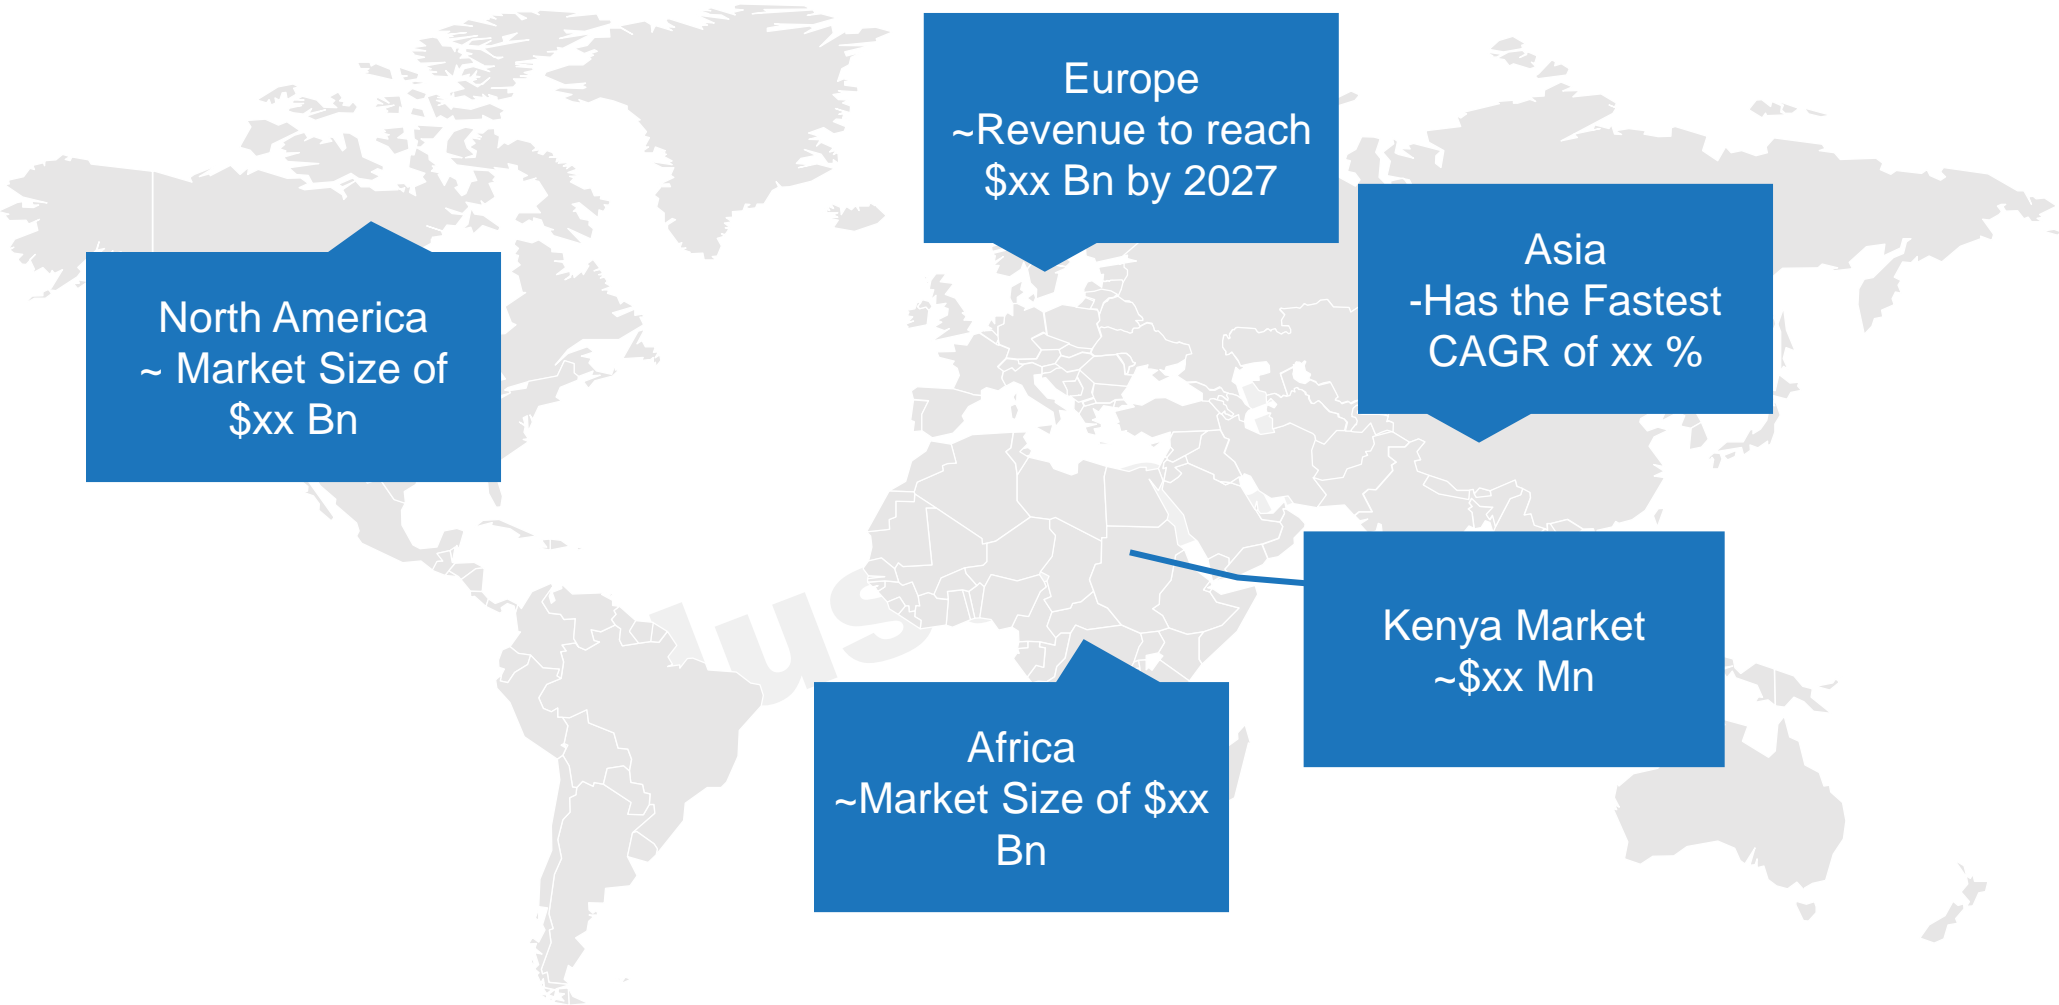 Europe
~Revenue to reach
$xx Bn by 2027
Asia
-Has the Fastest
CAGR of xx %
North America
~ Market Size of
$xx Bn
Kenya Market
~$xx Mn
Africa
~Market Size of $xx
Bn